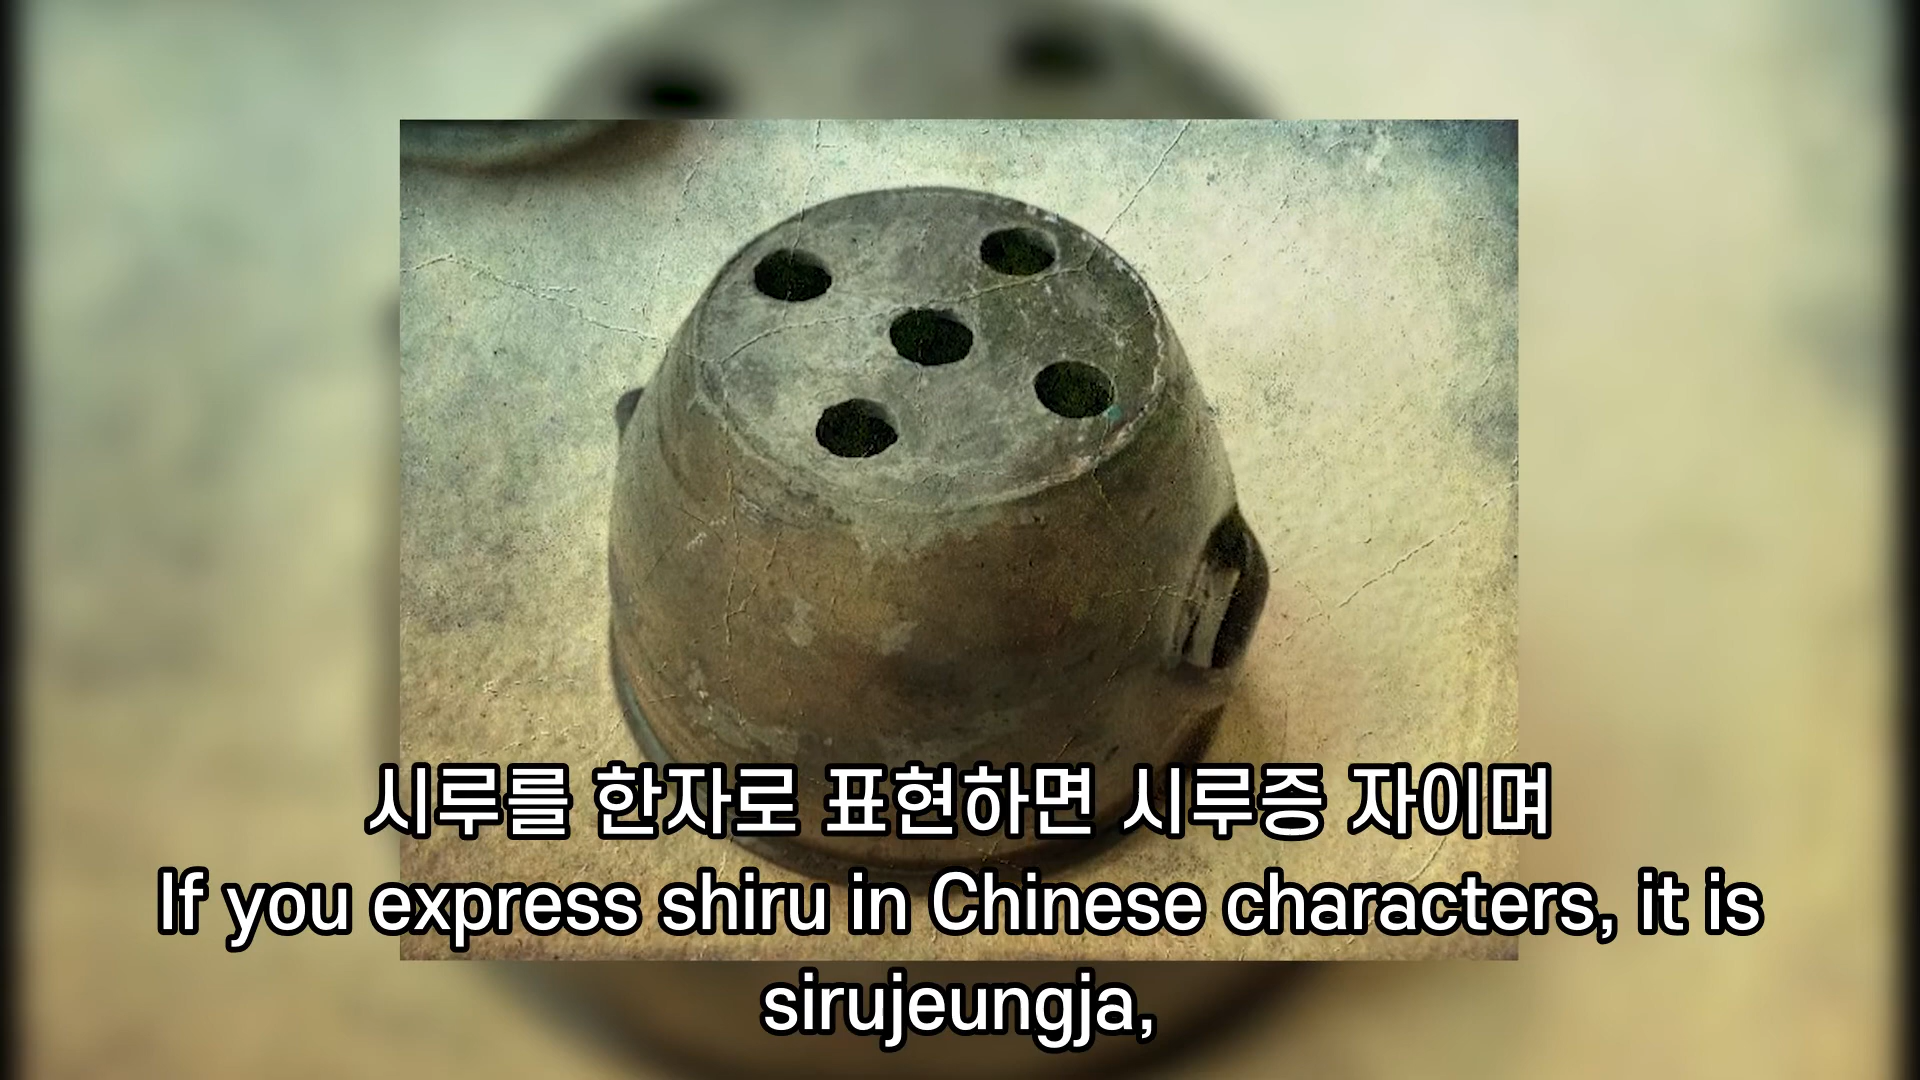 시루를 한자로 표현하면 시루증 자이며
If you express shiru in Chinese characters, it is
sirujeungja,